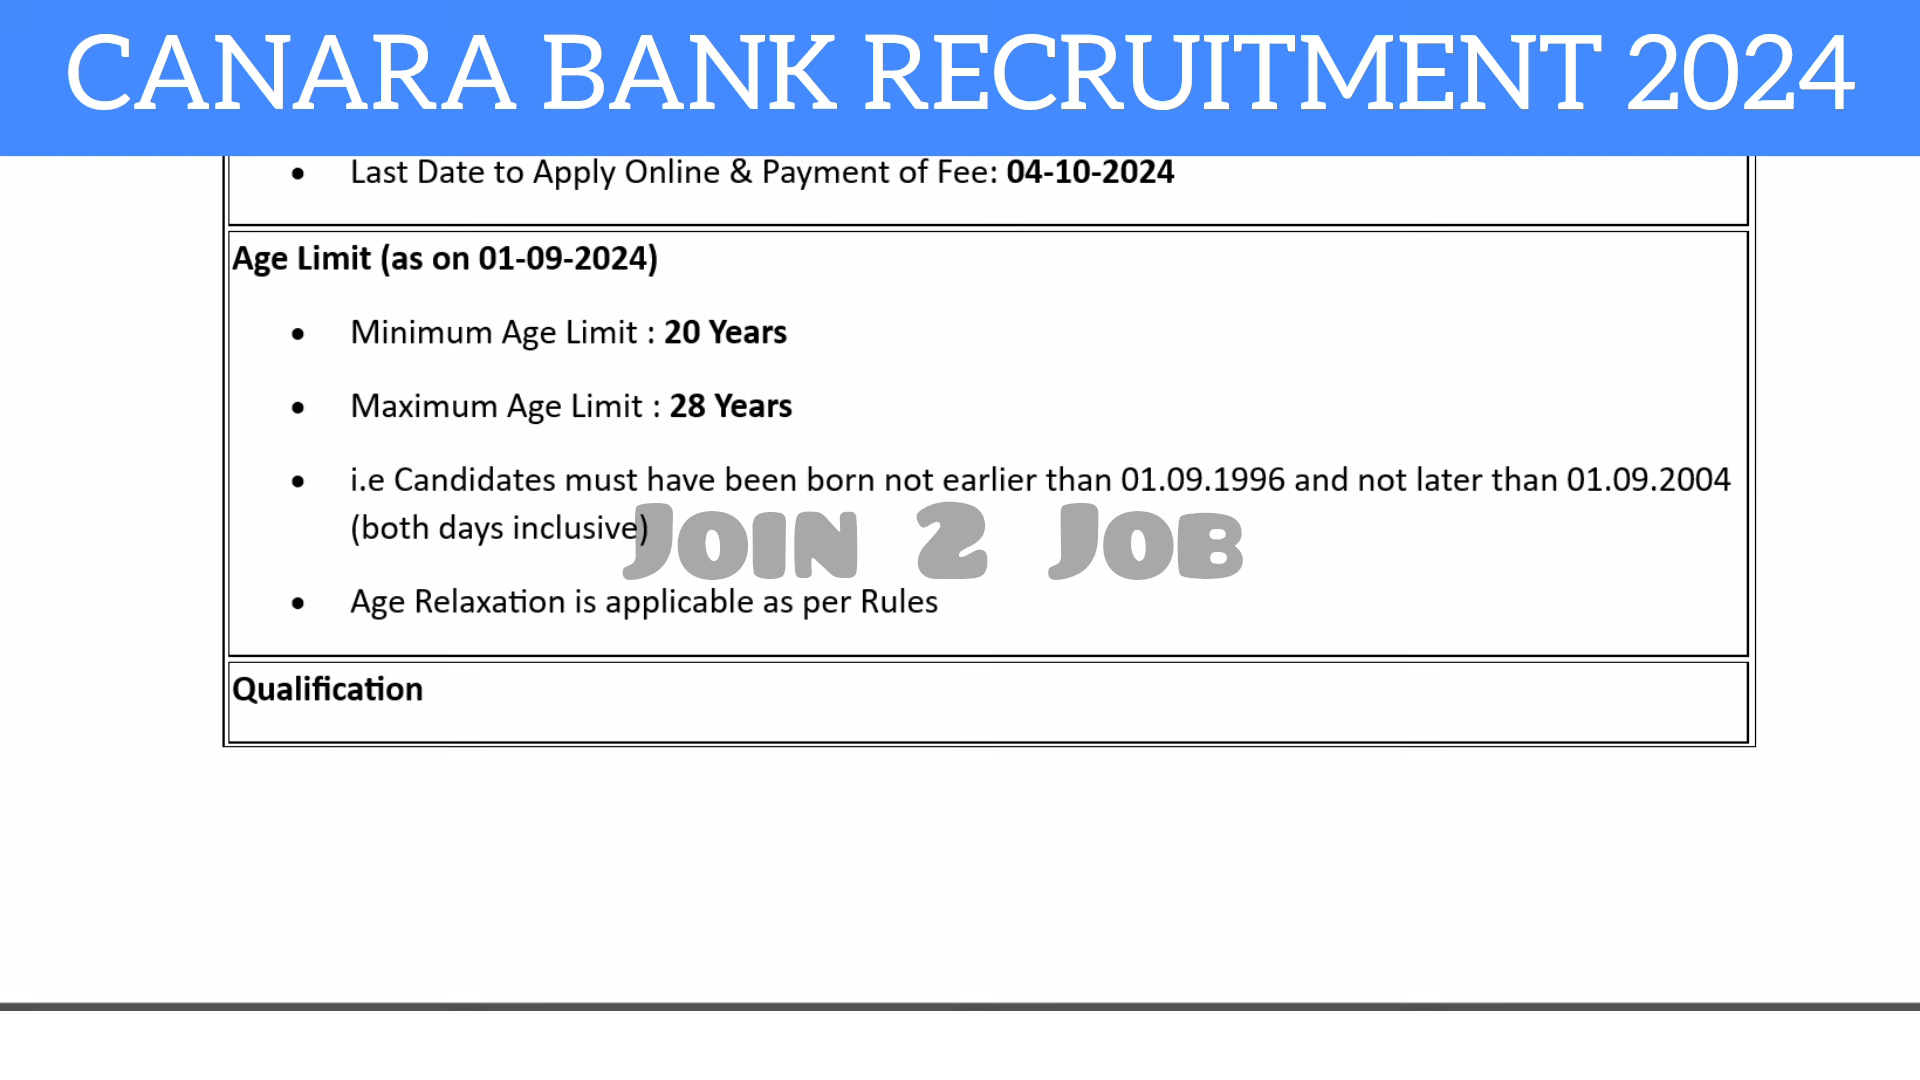 CANARA BANK RECRUITMENT 2024
• Last Date to Apply Online & Payment of Fee: 04-10-2024
Age Limit (as on 01-09-2024)
• Minimum Age Limit : 20 Years
• Maximum Age Limit : 28 Years
• i.e Candidates must have been born not earlier than 01.09.1996 and not later than 01.09.2004
(both days inclusive)
JOIN 2 JOB
• Age Relaxation is applicable as per Rules
Qualification